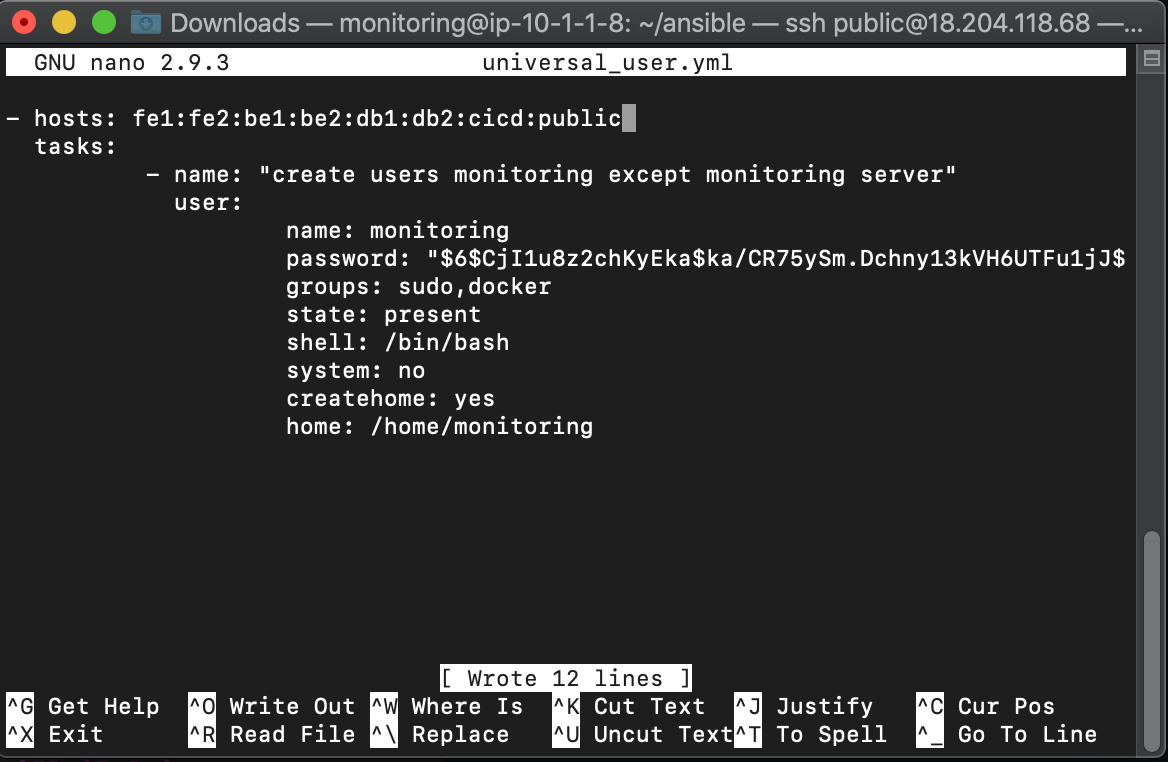 Downloads — monitoring@ip-10-1-1-8: ~/ansible — ssh public@18.204.118.68 —...
GNU nano 2.9.3 universal_user.yml
- hosts: fe1:fe2:be1:be2:db1:db2:cicd:public
tasks:
- name: "create users monitoring except monitoring server"
user:
name: monitoring
password: "$6$CjI1u8z2chKyEka$ka/CR75ySm.Dchny13kVH6UTFu1jJ$
groups: sudo,docker
state: present
shell: /bin/bash
system: no
createhome: yes
home: /home/monitoring
[ Wrote 12 lines ]
^G Get Help ^O Write Out ^W Where Is ^K Cut Text ^J Justify ^C Cur Pos
^X Exit ^R Read File ^\ Replace ^U Uncut Text ^T To Spell ^_ Go To Line